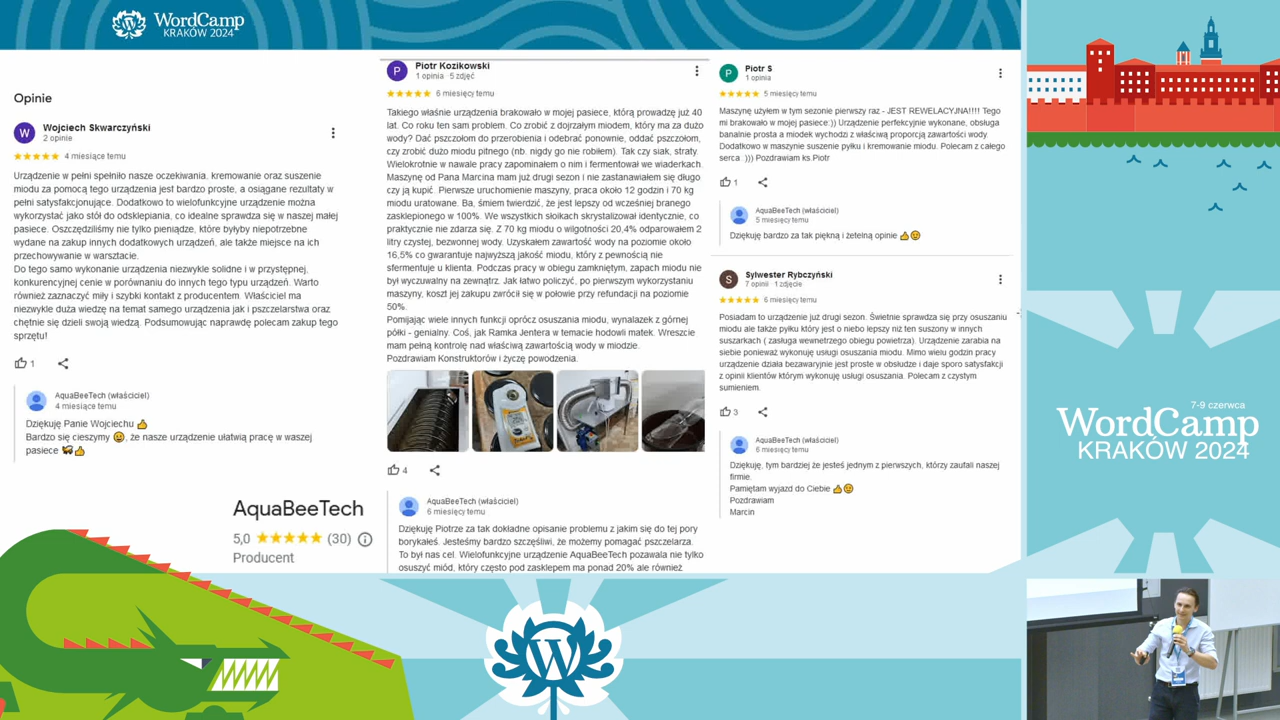 WordCamp
KRAKÓW 2024
Opinie
W
Wojciech Skwarczyński
2 opinie
4 miesiące temu
Urządzenie w pełni spełniło nasze oczekiwania. kremowanie oraz suszenie
miodu za pomocą tego urządzenia jest bardzo proste, a osiągane rezultaty w
pełni satysfakcjonujące. Dodatkowo to wielofunkcyjne urządzenie można
wykorzystać jako stół do odsklepiania, co idealne sprawdza się w naszej małej
pasiece. Oszczędziliśmy nie tylko pieniądze, które byłyby niepotrzebne
wydane na zakup innych dodatkowych urządzeń, ale także miejsce na ich
przechowywanie w warsztacie.
Do tego samo wykonanie urządzenia niezwykle solidne i w przystępnej,
konkurencyjnej cenie w porównaniu do innych tego typu urządzeń. Warto
również zaznaczyć miły i szybki kontakt z producentem. Właściciel ma
niezwykle duża wiedzę na temat samego urządzenia jak i pszczelarstwa oraz
chętnie się dzieli swoją wiedzą. Podsumowując naprawdę polecam zakup tego
sprzętu!
1
AquaBeeTech (właściciel)
4 miesiące temu
Dziękuję Panie Wojciechu 👍
Bardzo się cieszymy 😀, że nasze urządzenie ułatwią pracę w waszej
pasiece 🐝👍
AquaBeeTech
5,0 ★★★★★ (30)
Producent
P
Piotr Kozikowski
1 opinia · 5 zdjęć
6 miesięcy temu
Takiego właśnie urządzenia brakowało w mojej pasiece, którą prowadzę już 40
lat. Co roku ten sam problem. Co zrobić z dojrzałym miodem, który ma za dużo
wody? Dać pszczołom do przerobienia i odebrać ponownie, oddać pszczołom,
czy zrobić dużo miodu pitnego (nb. nigdy go nie robiłem). Tak czy siak, straty.
Wielokrotnie w nawale pracy zapominałem o nim i fermentował we wiaderkach.
Maszynę od Pana Marcina mam już drugi sezon i nie zastanawiałem się długo
czy ją kupić. Pierwsze uruchomienie maszyny, praca około 12 godzin i 70 kg
miodu uratowane. Ba, śmiem twierdzić, że jest lepszy od wcześniej branego
zasklepionego w 100%. We wszystkich słoikach skrystalizował identycznie, co
praktycznie nie zdarza się. Z 70 kg miodu o wilgotności 20,4% odparowałem 2
litry czystej, bezwonnej wody. Uzyskałem zawartość wody na poziome około
16,5% co gwarantuje najwyższą jakość miodu, który z pewnością nie
sfermentuje u klienta. Podczas pracy w obiegu zamkniętym, zapach miodu nie
był wyczuwalny na zewnątrz. Jak łatwo policzyć, po pierwszym wykorzystaniu
maszyny, koszt jej zakupu zwrócił się w połowie przy refundacji na poziomie
50%.
Pomijając wiele innych funkcji oprócz osuszania miodu, wynalazek z górnej
półki - genialny. Coś, jak Ramka Jentera w temacie hodowli matek. Wreszcie
mam pełną kontrolę nad właściwą zawartością wody w miodzie.
Pozdrawiam Konstruktorów i życzę powodzenia.
4
AquaBeeTech (właściciel)
6 miesięcy temu
Dziękuję Piotrze za tak dokładne opisanie problemu z jakim się do tej pory
borykałeś. Jesteśmy bardzo szczęśliwi, że możemy pomagać pszczelarza.
To był nas cel. Wielofunkcyjne urządzenie AquaBeeTech pozawala nie tylko
osuszyć miód, który często pod zasklepem ma ponad 20% ale również
P
Piotr S
1 opinia
5 miesięcy temu
Maszynę użyłem w tym sezonie pierwszy raz - JEST REWELACYJNA!!!! Tego
mi brakowało w mojej pasiece:)) Urządzenie perfekcyjnie wykonane, obsługa
banalnie prosta a miodek wychodzi z właściwą proporcją zawartości wody.
Dodatkowo w maszynie suszenie pyłku i kremowanie miodu. Polecam z całego
serca :))) Pozdrawiam ks.Piotr
1
AquaBeeTech (właściciel)
5 miesięcy temu
Dziękuję bardzo za tak piękną i żetelną opinie 👍😉
S
Sylwester Rybczyński
7 opinii · 1 zdjęcie
6 miesięcy temu
Posiadam to urządzenie już drugi sezon. Świetnie sprawdza się przy osuszaniu
miodu ale także pyłku który jest o niebo lepszy niż ten suszony w innych
suszarkach ( zasługa wewnetrzego obiegu powietrza). Urządzenie zarabia na
siebie ponieważ wykonuję usługi osuszania miodu. Mimo wielu godzin pracy
urządzenie działa bezawaryjnie jest proste w obsłudze i daje sporo satysfakcji
z opinii klientów którym wykonuję usługi osuszania. Polecam z czystym
sumieniem.
3
AquaBeeTech (właściciel)
6 miesięcy temu
Dziękuję, tym bardziej że jesteś jednym z pierwszych, którzy zaufali naszej
firmie.
Pamiętam wyjazd do Ciebie 👍😉
Pozdrawiam
Marcin
7-9 czerwca
WordCamp
KRAKÓW 2024